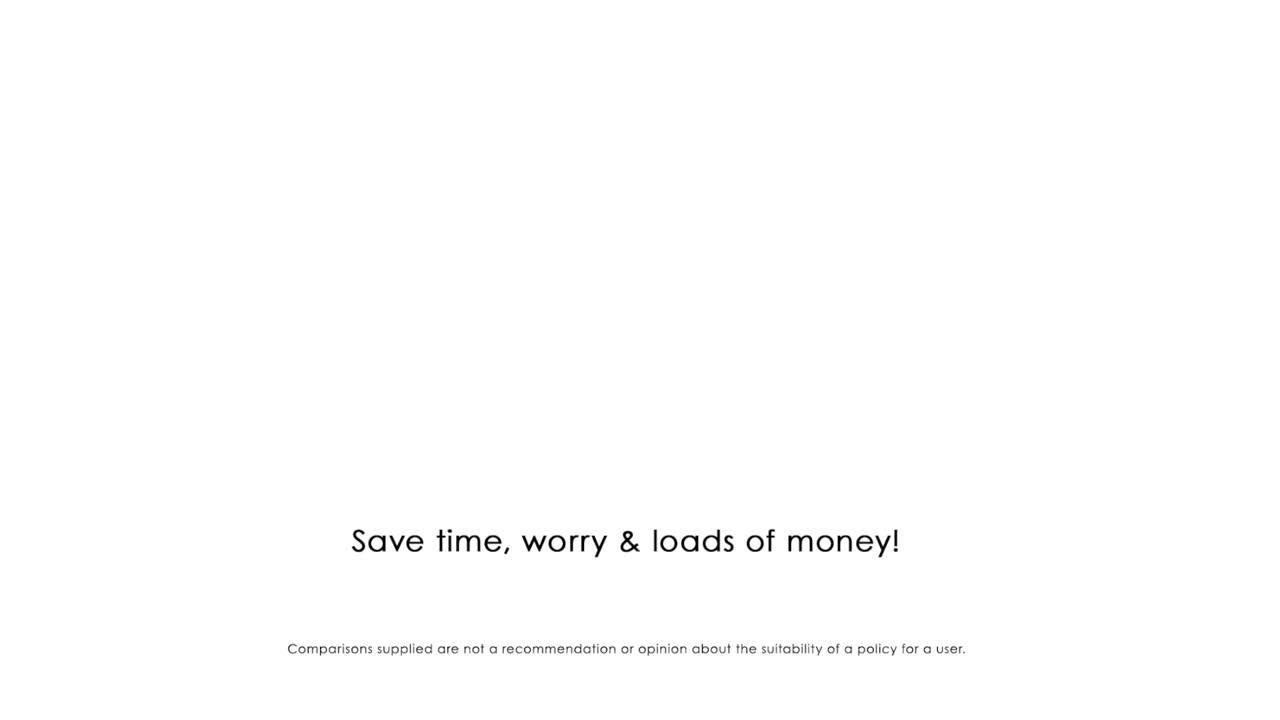 Save time, worry & loads of money!
Comparisons supplied are not a recommendation or opinion about the suitability of a policy for a user.